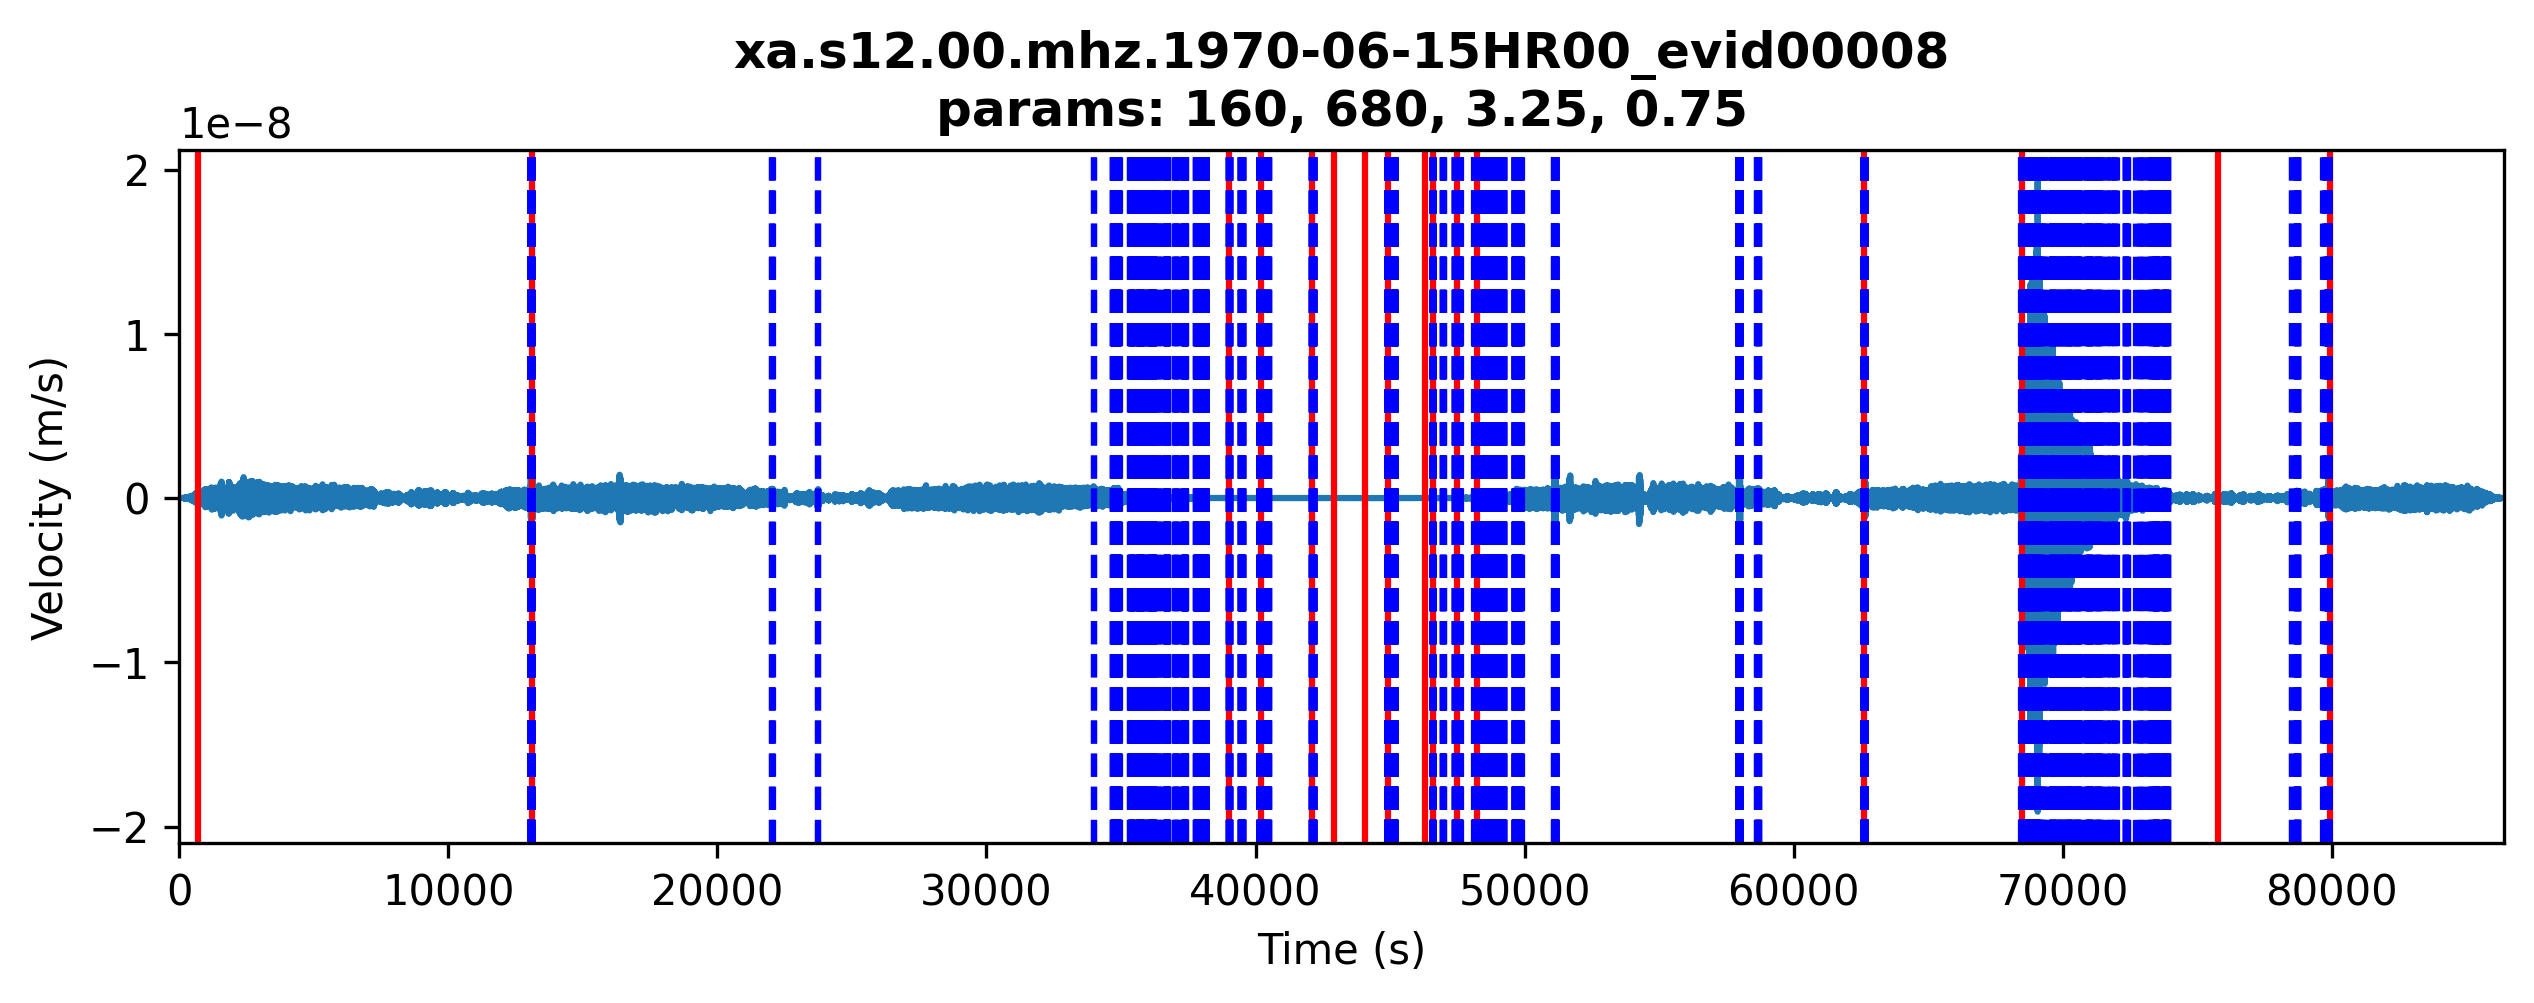 xa.s12.00.mhz.1970-06-15HR00_evid00008
params: 160, 680, 3.25, 0.75
1e−8
2
1
0
−1
−2
Velocity (m/s)
0 10000 20000 30000 40000 50000 60000 70000 80000
Time (s)